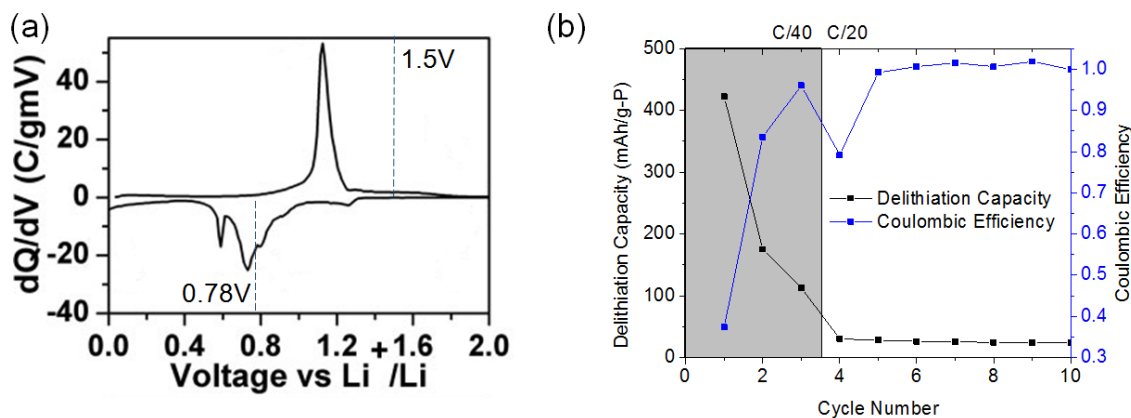 (a)
dQ/dV (C/gmV)
40
20
0
-20
-40
1.5V
0.78V
0.0 0.4 0.8 1.2 1.6 2.0
Voltage vs Li+/Li
(b)
C/40 C/20
Delithiation Capacity (mAh/g-P)
500
400
300
200
100
0
Delithiation Capacity
Coulombic Efficiency
1.0
0.9
0.8
0.7
0.6
0.5
0.4
0.3
Coulombic Efficiency
0 2 4 6 8 10
Cycle Number